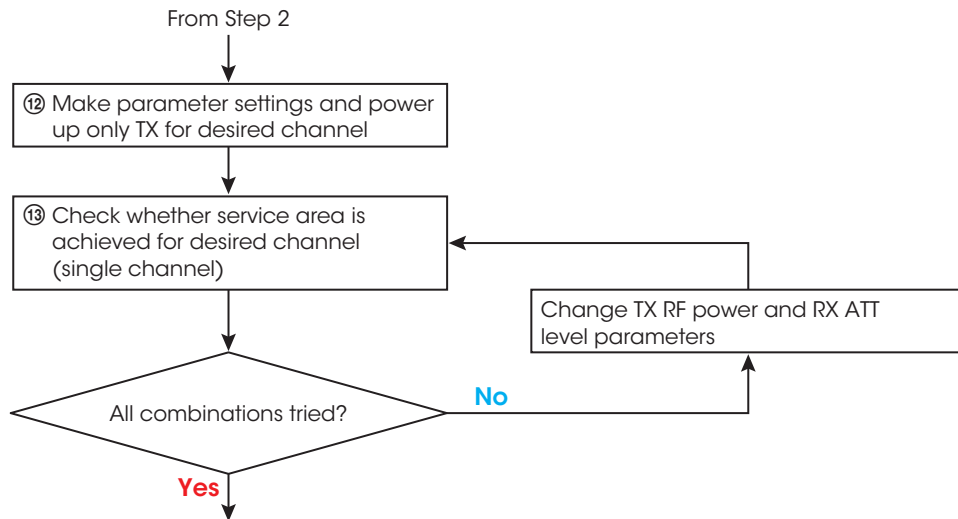 From Step 2
⑫ Make parameter settings and power
up only TX for desired channel
⑬ Check whether service area is
achieved for desired channel
(single channel)
Change TX RF power and RX ATT
level parameters
All combinations tried?
No
Yes